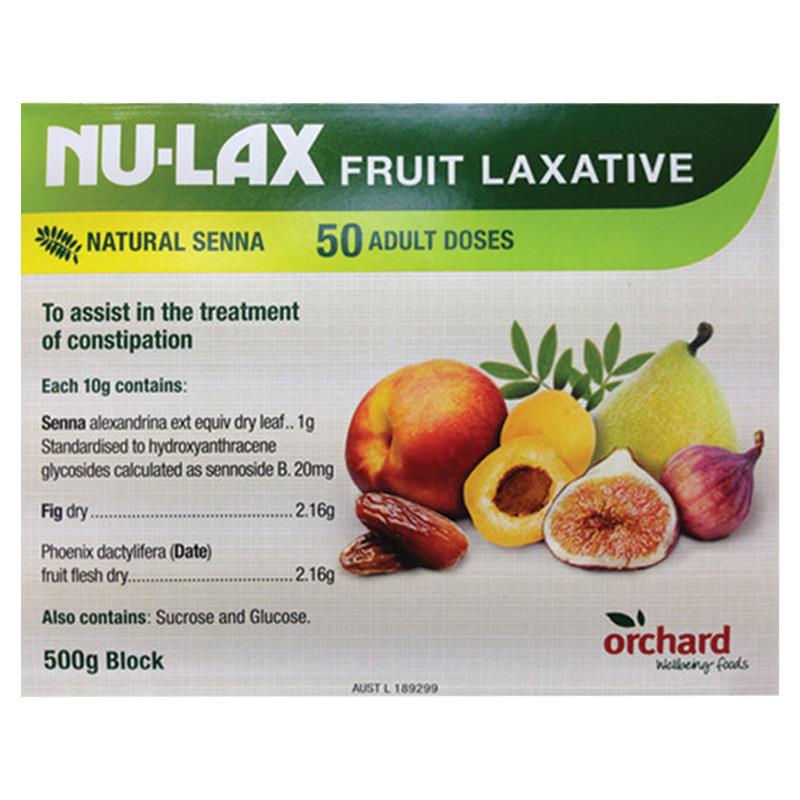 NU-LAX FRUIT LAXATIVE
NATURAL SENNA 50 ADULT DOSES
To assist in the treatment
of constipation
Each 10g contains:
Senna alexandrina ext equiv dry leaf.. 1g
Standardised to hydroxyanthracene
glycosides calculated as sennoside B. 20mg
Fig dry.............................................. 2.16g
Phoenix dactylifera (Date)
fruit flesh dry..................................... 2.16g
Also contains: Sucrose and Glucose.
500g Block
orchard
Wellbeing foods
AUST L 189299